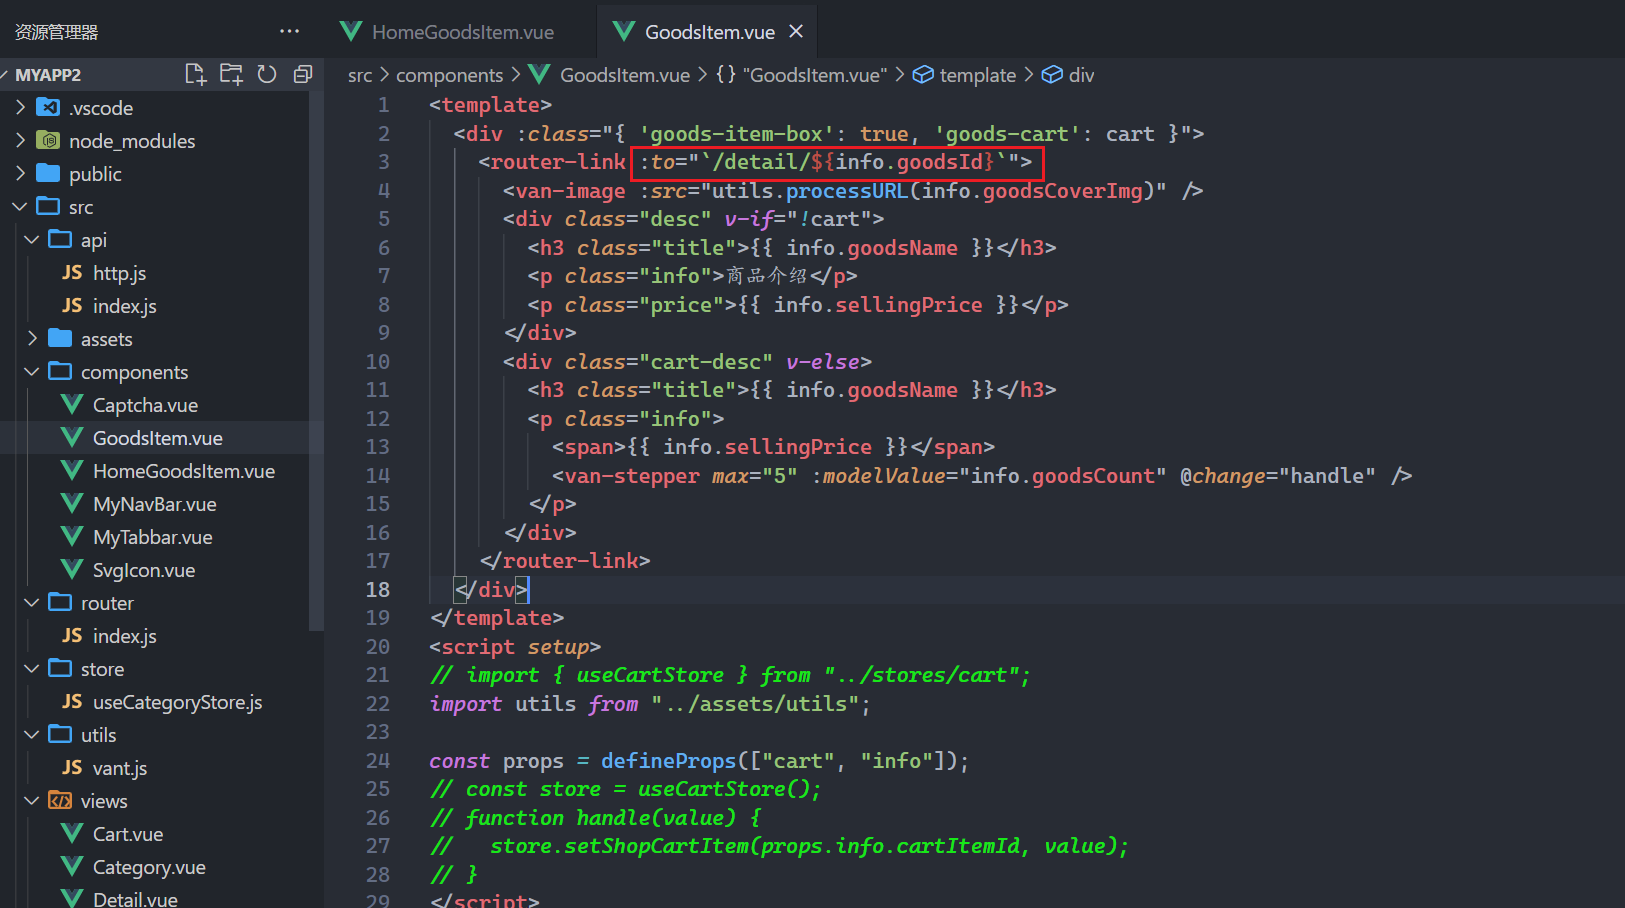 资源管理器
···
HomeGoodsItem.vue
GoodsItem.vue
MYAPP2
src > components > GoodsItem.vue > {} "GoodsItem.vue" > template > div
.vscode
node_modules
public
src
api
JS http.js
JS index.js
assets
components
Captcha.vue
GoodsItem.vue
HomeGoodsItem.vue
MyNavBar.vue
MyTabbar.vue
SvgIcon.vue
router
JS index.js
store
JS useCategoryStore.js
utils
JS vant.js
views
Cart.vue
Category.vue
Detail.vue
1 <template>
2 <div :class="{ 'goods-item-box': true, 'goods-cart': cart }">
3 <router-link :to="`/detail/${info.goodsId}`">
4 <van-image :src="utils.processURL(info.goodsCoverImg)" />
5 <div class="desc" v-if="!cart">
6 <h3 class="title">{{ info.goodsName }}</h3>
7 <p class="info">商品介绍</p>
8 <p class="price">{{ info.sellingPrice }}</p>
9 </div>
10 <div class="cart-desc" v-else>
11 <h3 class="title">{{ info.goodsName }}</h3>
12 <p class="info">
13 <span>{{ info.sellingPrice }}</span>
14 <van-stepper max="5" :modelValue="info.goodsCount" @change="handle" />
15 </p>
16 </div>
17 </router-link>
18 </div>
19 </template>
20 <script setup>
21 // import { useCartStore } from "../stores/cart";
22 import utils from "../assets/utils";
23
24 const props = defineProps(["cart", "info"]);
25 // const store = useCartStore();
26 // function handle(value) {
27 //   store.setShopCartItem(props.info.cartItemId, value);
28 // }
29 </script>